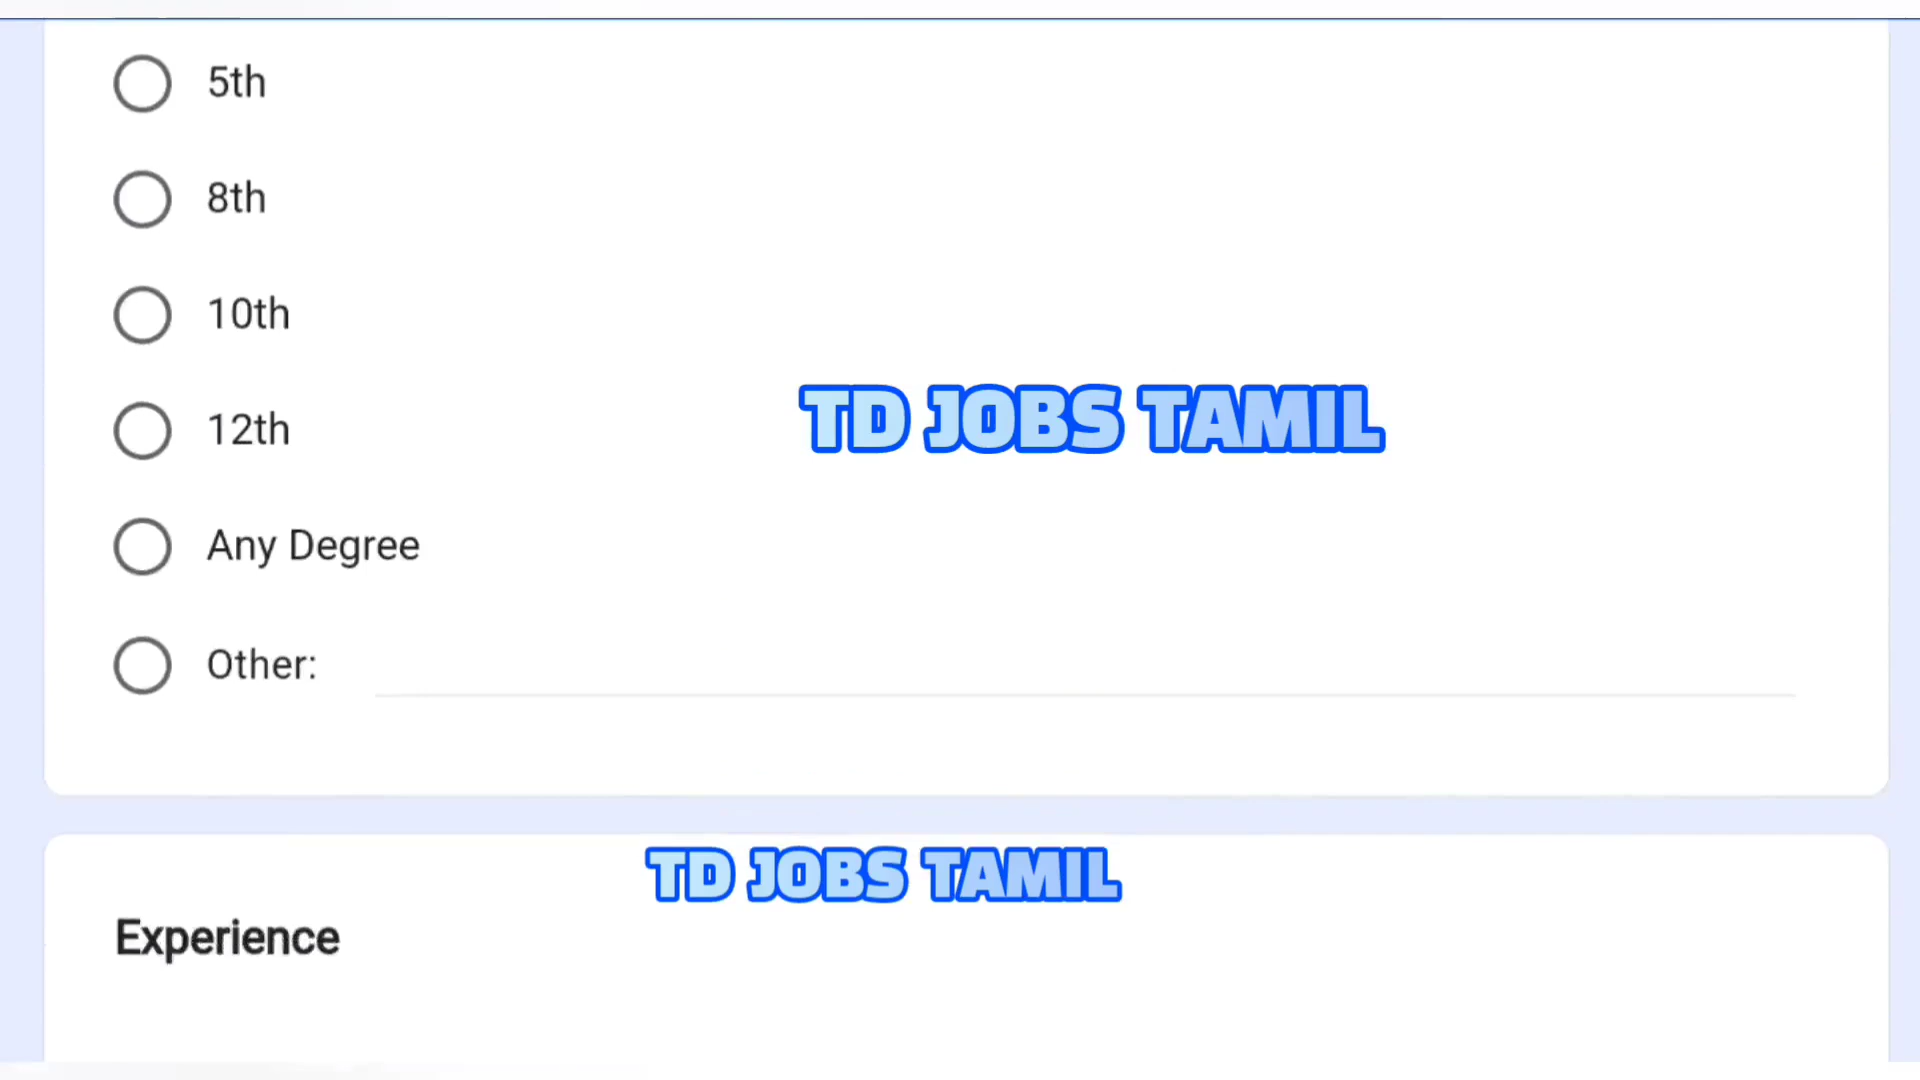 5th
8th
10th
TD JOBS TAMIL
12th
Any Degree
Other:
TD JOBS TAMIL
Experience